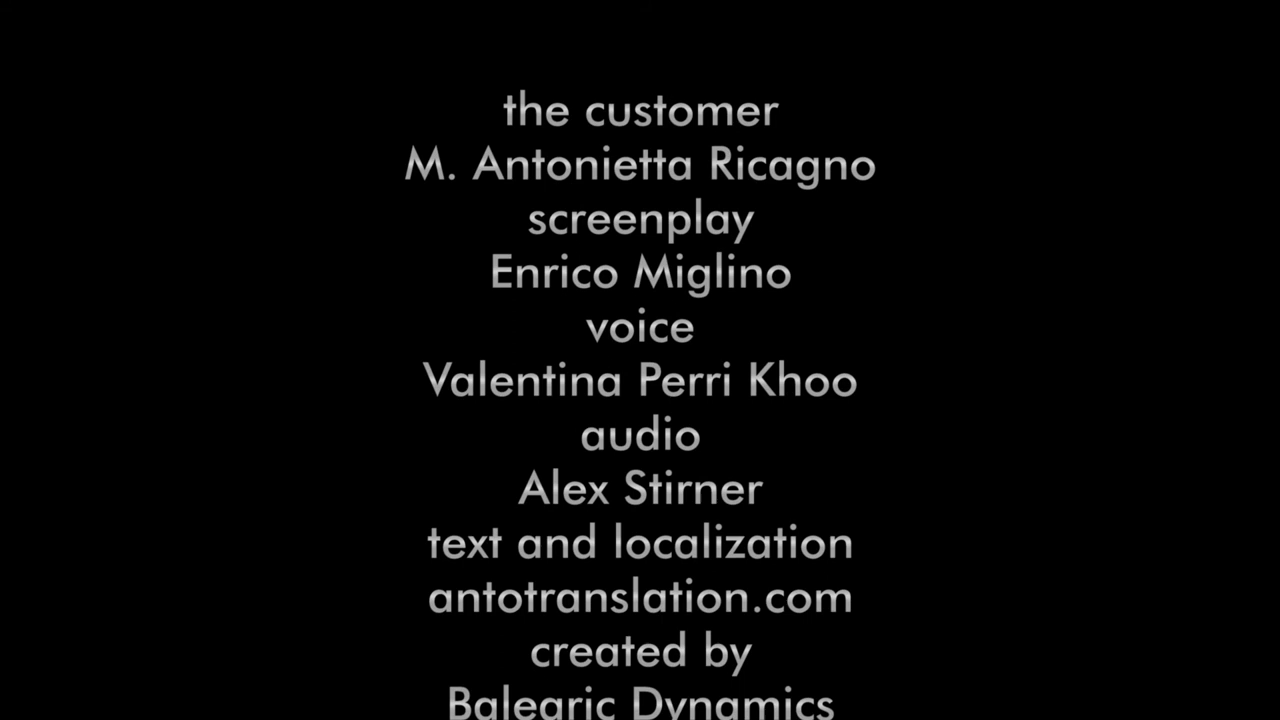 the customer
M. Antonietta Ricagno
screenplay
Enrico Miglino
voice
Valentina Perri Khoo
audio
Alex Stirner
text and localization
antotranslation.com
created by
Balearic Dynamics